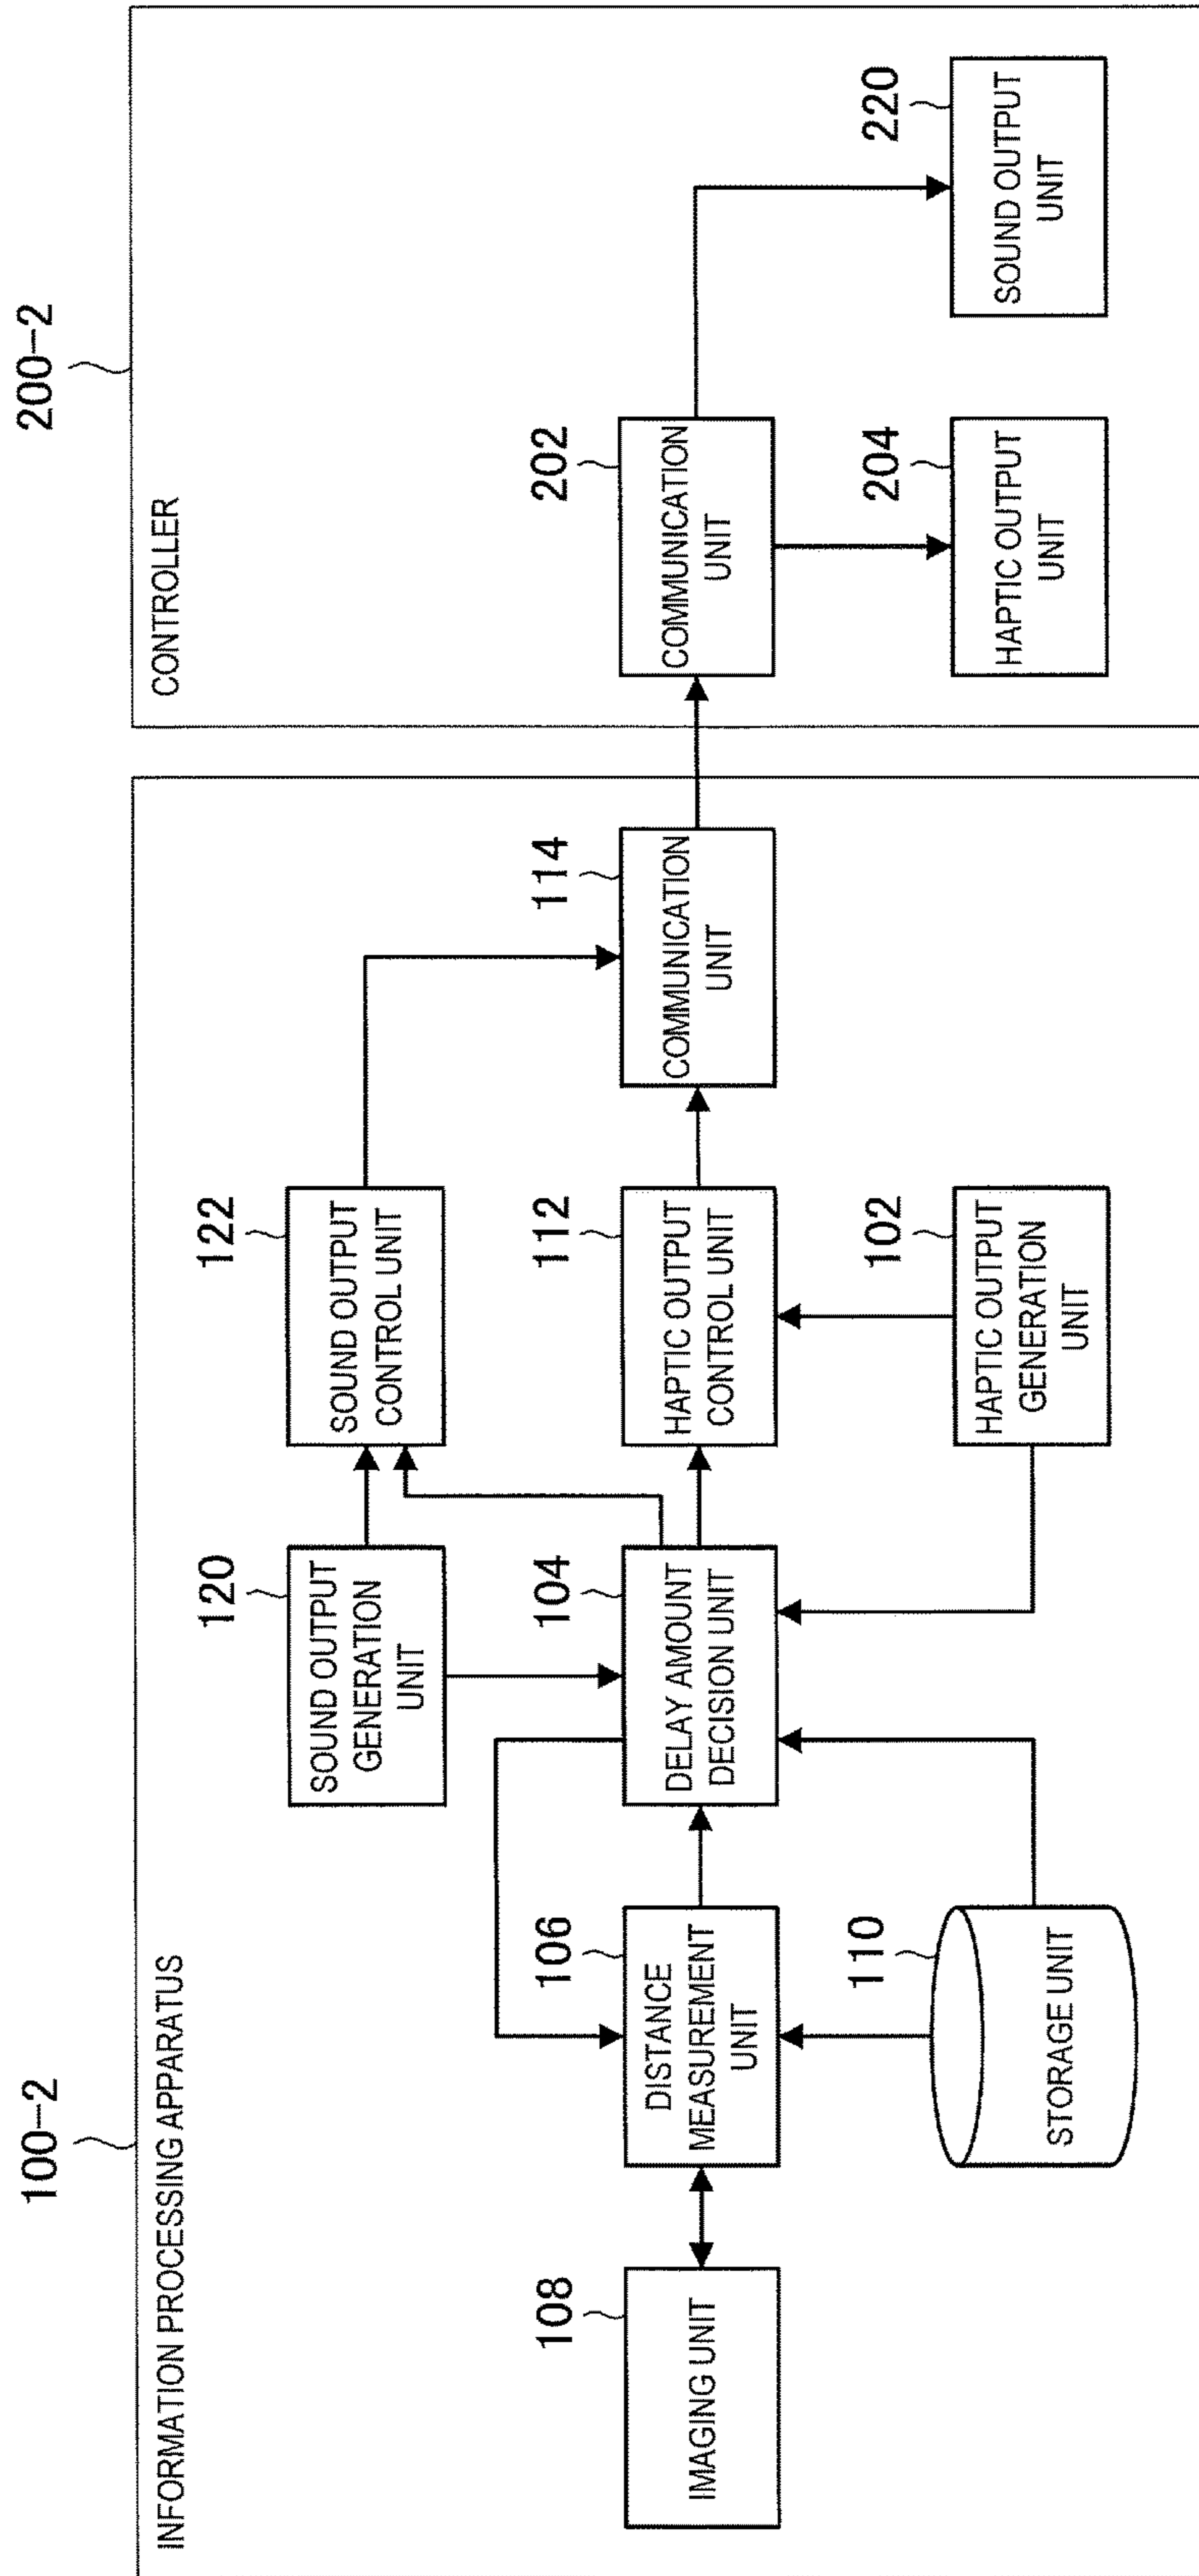 100-2
INFORMATION PROCESSING APPARATUS
108
IMAGING UNIT
106
DISTANCE
MEASUREMENT
UNIT
110
STORAGE UNIT
120
SOUND OUTPUT
GENERATION
UNIT
104
DELAY AMOUNT
DECISION UNIT
122
SOUND OUTPUT
CONTROL UNIT
112
HAPTIC OUTPUT
CONTROL UNIT
102
HAPTIC OUTPUT
GENERATION
UNIT
114
COMMUNICATION
UNIT
200-2
CONTROLLER
202
COMMUNICATION
UNIT
204
HAPTIC OUTPUT
UNIT
220
SOUND OUTPUT
UNIT